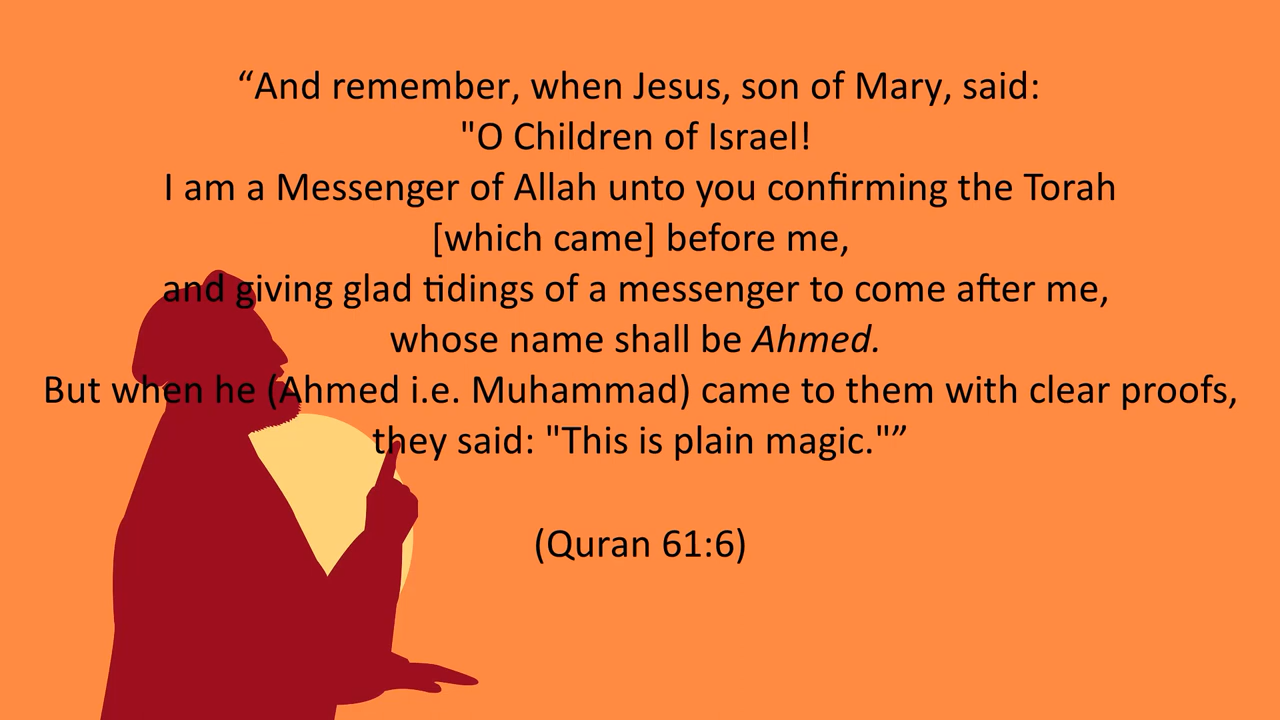 “And remember, when Jesus, son of Mary, said:
"O Children of Israel!
I am a Messenger of Allah unto you confirming the Torah
[which came] before me,
and giving glad tidings of a messenger to come after me,
whose name shall be Ahmed.
But when he (Ahmed i.e. Muhammad) came to them with clear proofs,
they said: "This is plain magic."”
(Quran 61:6)